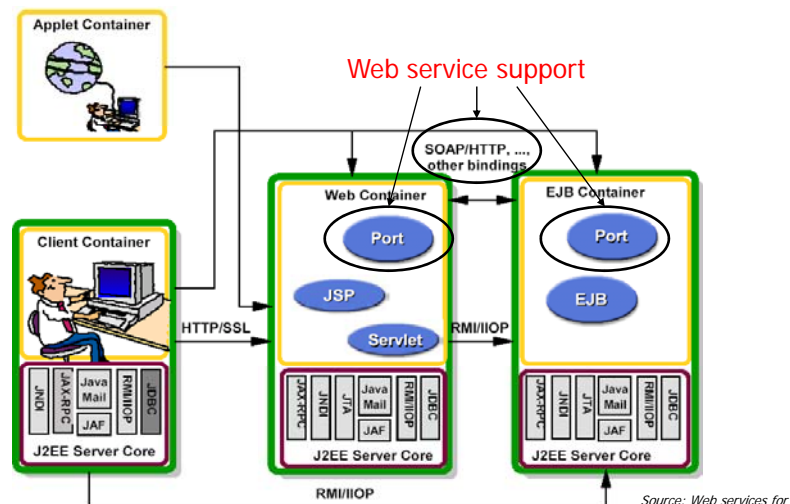 Applet Container
Web service support
SOAP/HTTP, ...,
other bindings
Client Container
Web Container
Port
JSP
Servlet
EJB Container
Port
EJB
HTTP/SSL
RMI/IIOP
JNDI
JAX-RPC
Java
Mail
JAF
RMI/IIOP
JDBC
J2EE Server Core
JAX-RPC
JNDI
JTA
Java
Mail
JAF
RMI/IIOP
JDBC
J2EE Server Core
JAX-RPC
JNDI
JTA
Java
Mail
JAF
RMI/IIOP
JDBC
J2EE Server Core
RMI/IIOP
Source: Web services for